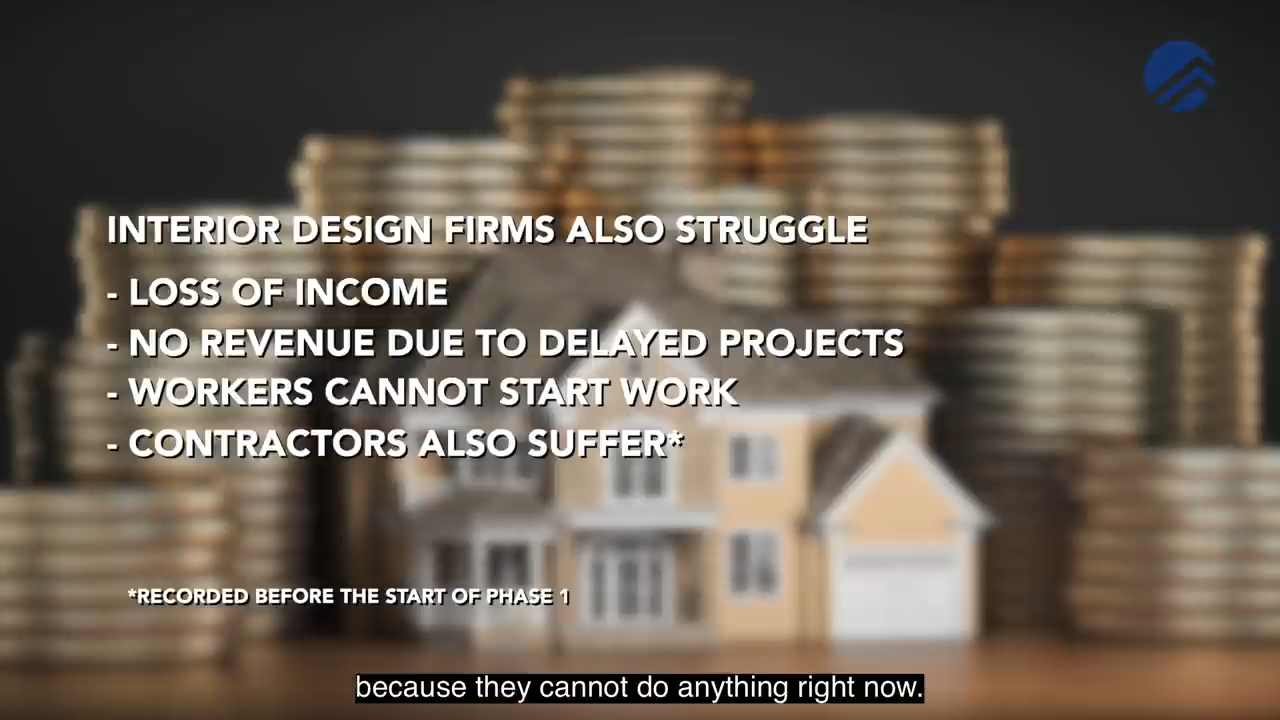 INTERIOR DESIGN FIRMS ALSO STRUGGLE
- LOSS OF INCOME
- NO REVENUE DUE TO DELAYED PROJECTS
- WORKERS CANNOT START WORK
- CONTRACTORS ALSO SUFFER*
*RECORDED BEFORE THE START OF PHASE 1
because they cannot do anything right now.